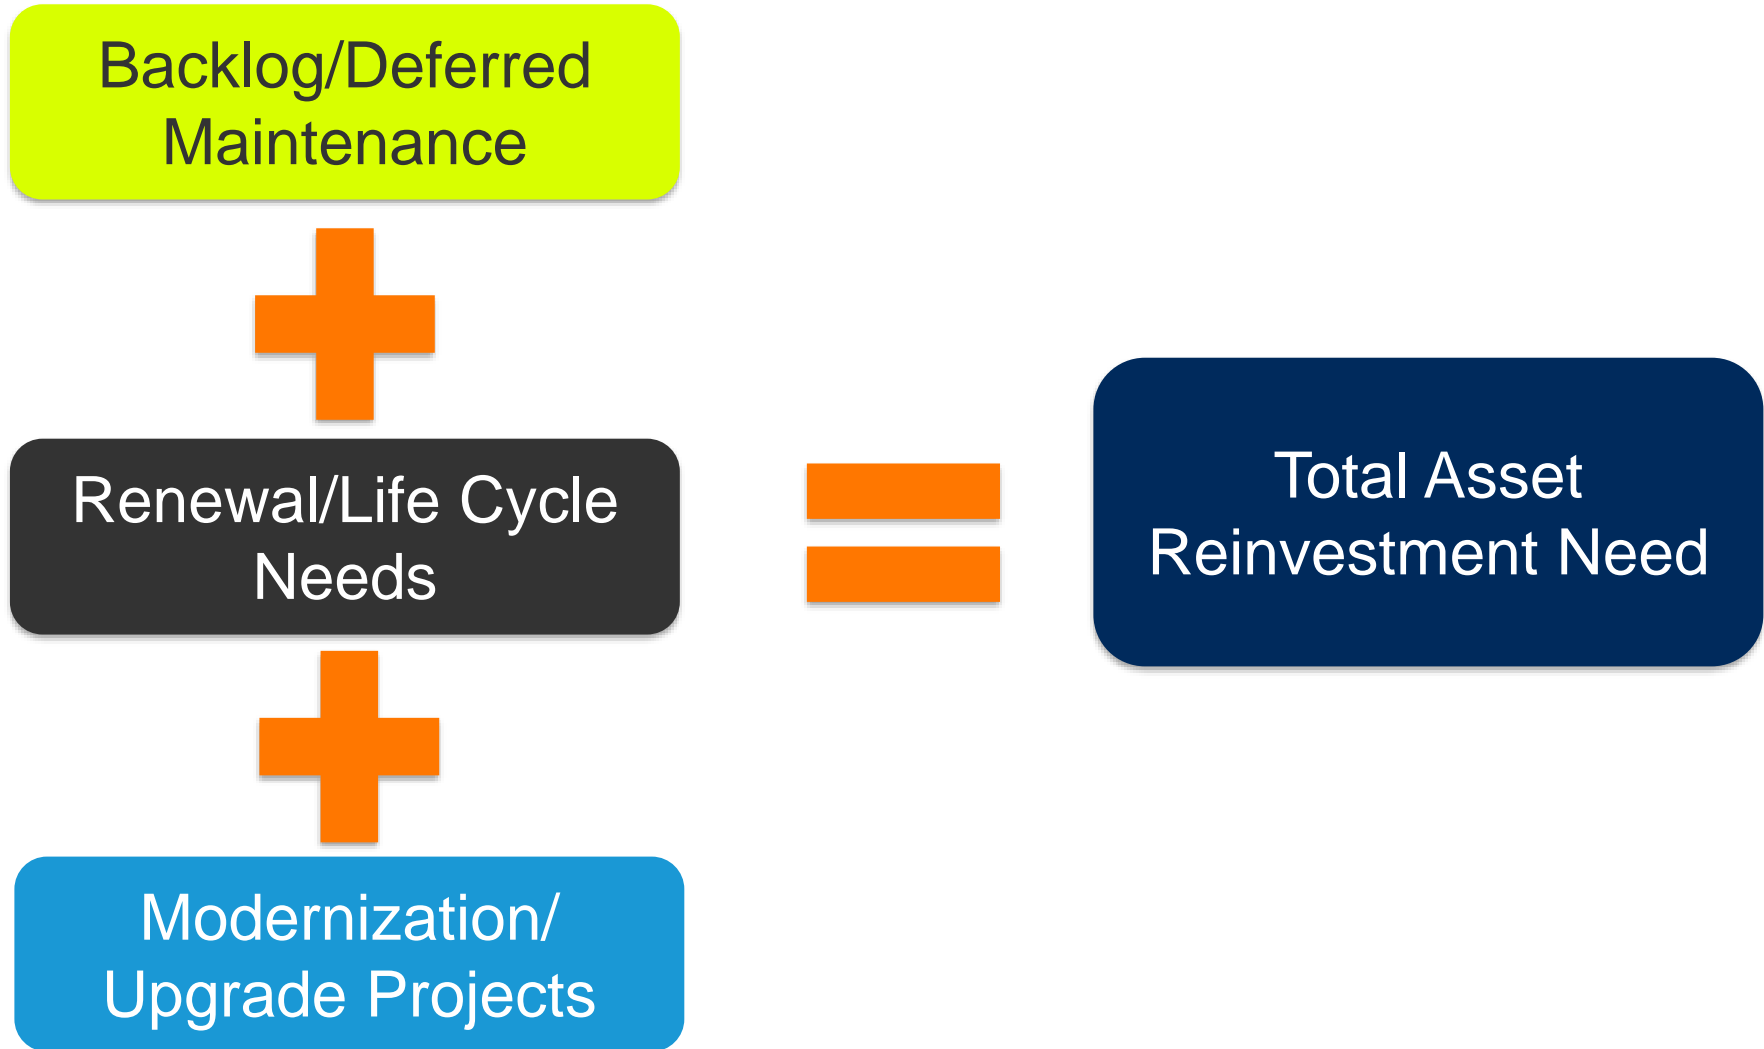 Backlog/Deferred
Maintenance
Renewal/Life Cycle
Needs
Modernization/
Upgrade Projects
Total Asset
Reinvestment Need